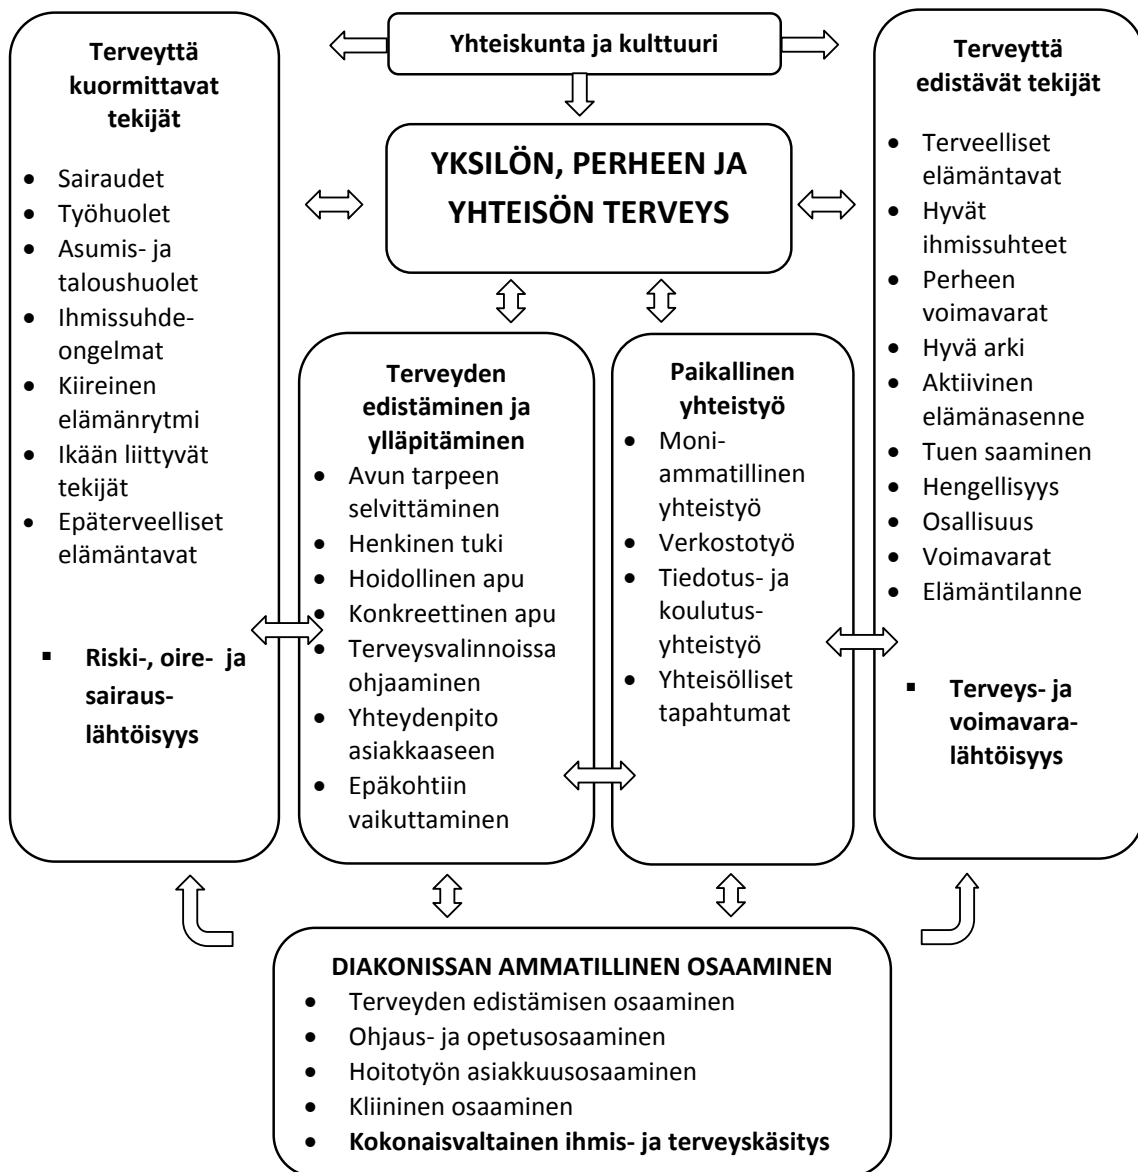 Yhteiskunta ja kulttuuri
Terveyttä
kuormittavat
tekijät
• Sairaudet
• Työhuolet
• Asumis- ja
taloushuolet
• Ihmissuhde-
ongelmat
• Kiireinen
elämänrytmi
• Ikään liittyvät
tekijät
• Epäterveelliset
elämäntavat
▪ Riski-, oire- ja
sairaus-
lähtöisyys
YKSILÖN, PERHEEN JA
YHTEISÖN TERVEYS
Terveyden
edistäminen ja
ylläpitäminen
• Avun tarpeen
selvittäminen
• Henkinen tuki
• Hoidollinen apu
• Konkreettinen apu
• Terveysvalinnoissa
ohjaaminen
• Yhteydenpito
asiakkaaseen
• Epäkohtiin
vaikuttaminen
Paikallinen
yhteistyö
• Moni-
ammatillinen
yhteistyö
• Verkostotyö
• Tiedotus- ja
koulutus-
yhteistyö
• Yhteisölliset
tapahtumat
Terveyttä
edistävät tekijät
• Terveelliset
elämäntavat
• Hyvät
ihmissuhteet
• Perheen
voimavarat
• Hyvä arki
• Aktiivinen
elämänasenne
• Tuen saaminen
• Hengellisyys
• Osallisuus
• Voimavarat
• Elämäntilanne
▪ Terveys- ja
voimavara-
lähtöisyys
DIAKONISSAN AMMATILLINEN OSAAMINEN
• Terveyden edistämisen osaaminen
• Ohjaus- ja opetusosaaminen
• Hoitotyön asiakkuusosaaminen
• Kliininen osaaminen
• Kokonaisvaltainen ihmis- ja terveyskäsitys